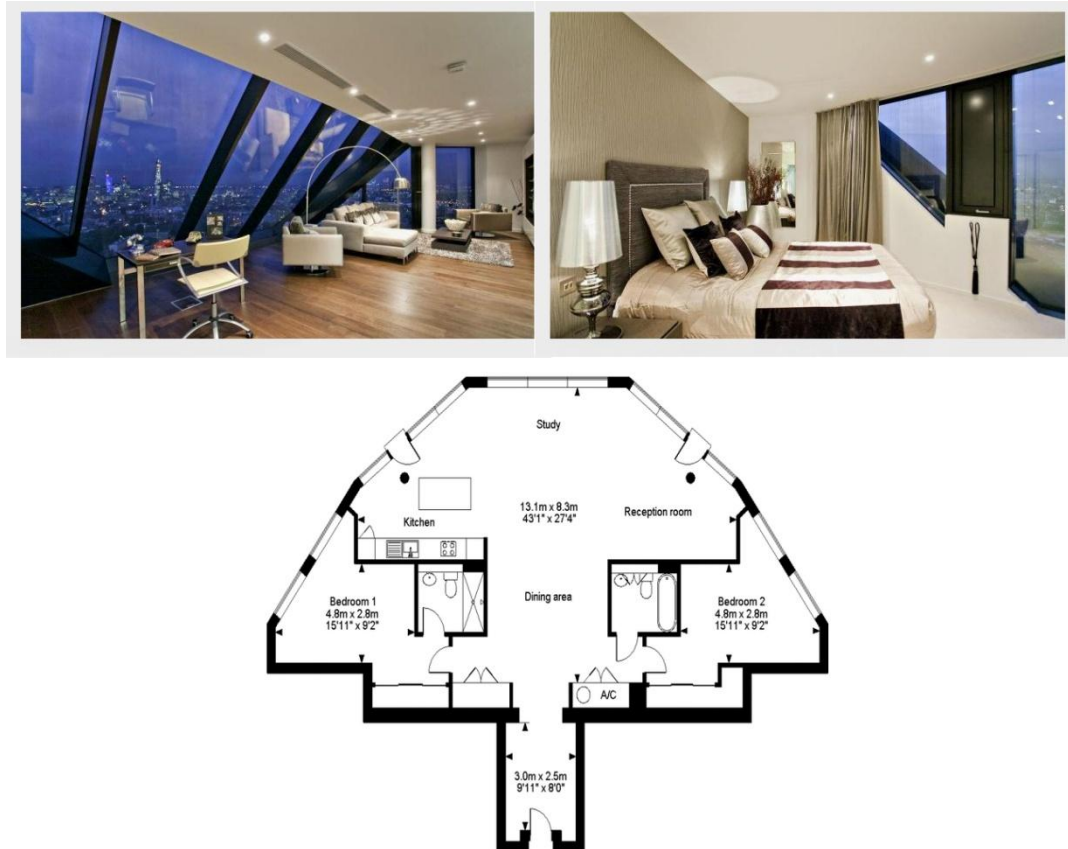 Study
13.1m x 8.3m
43'1" x 27'4"
Reception room
Kitchen
Dining area
Bedroom 1
4.8m x 2.8m
15'11" x 9'2"
Bedroom 2
4.8m x 2.8m
15'11" x 9'2"
A/C
3.0m x 2.5m
9'11" x 8'0"